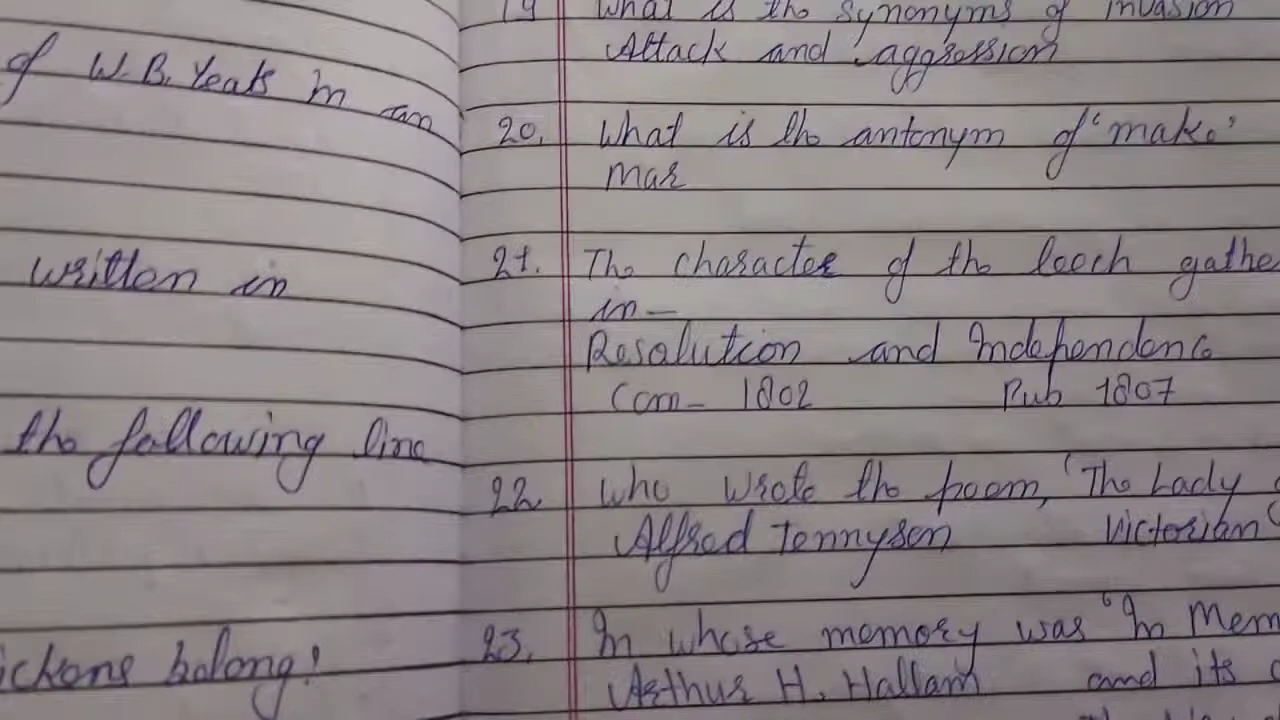 of W.B. Yeats in an
written in
the following line
ickens belong!
19 What is the synonyms of invasion
Attack and aggression
20. What is the antonym of 'make'
mar
21. The character of the leech gathe
in-
Resolution and Independence
Com- 1802 Pub 1807
22. Who wrote the poem, 'The Lady
Alfred Tennyson Victorian
23. In whose memory was "In Mem
Arthur H. Hallam and its